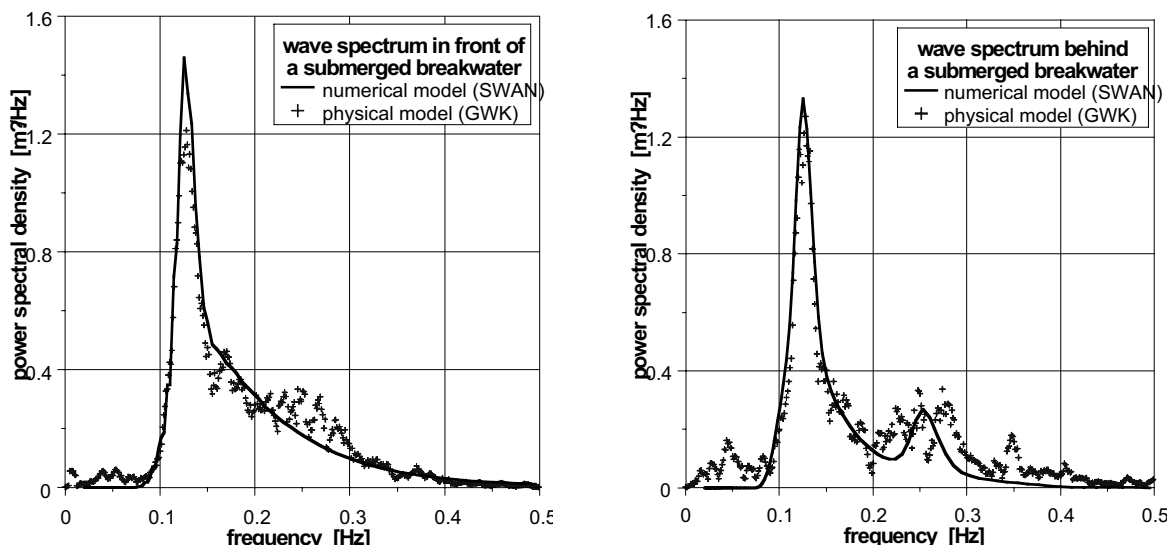 1.6
1.2
0.8
0.4
0
power spectral density [m?Hz]
wave spectrum in front of
a submerged breakwater
numerical model (SWAN)
physical model (GWK)
0 0.1 0.2 0.3 0.4 0.5
frequency [Hz]
1.6
1.2
0.8
0.4
0
power spectral density [m?Hz]
wave spectrum behind
a submerged breakwater
numerical model (SWAN)
physical model (GWK)
0 0.1 0.2 0.3 0.4 0.5
frequency [Hz]